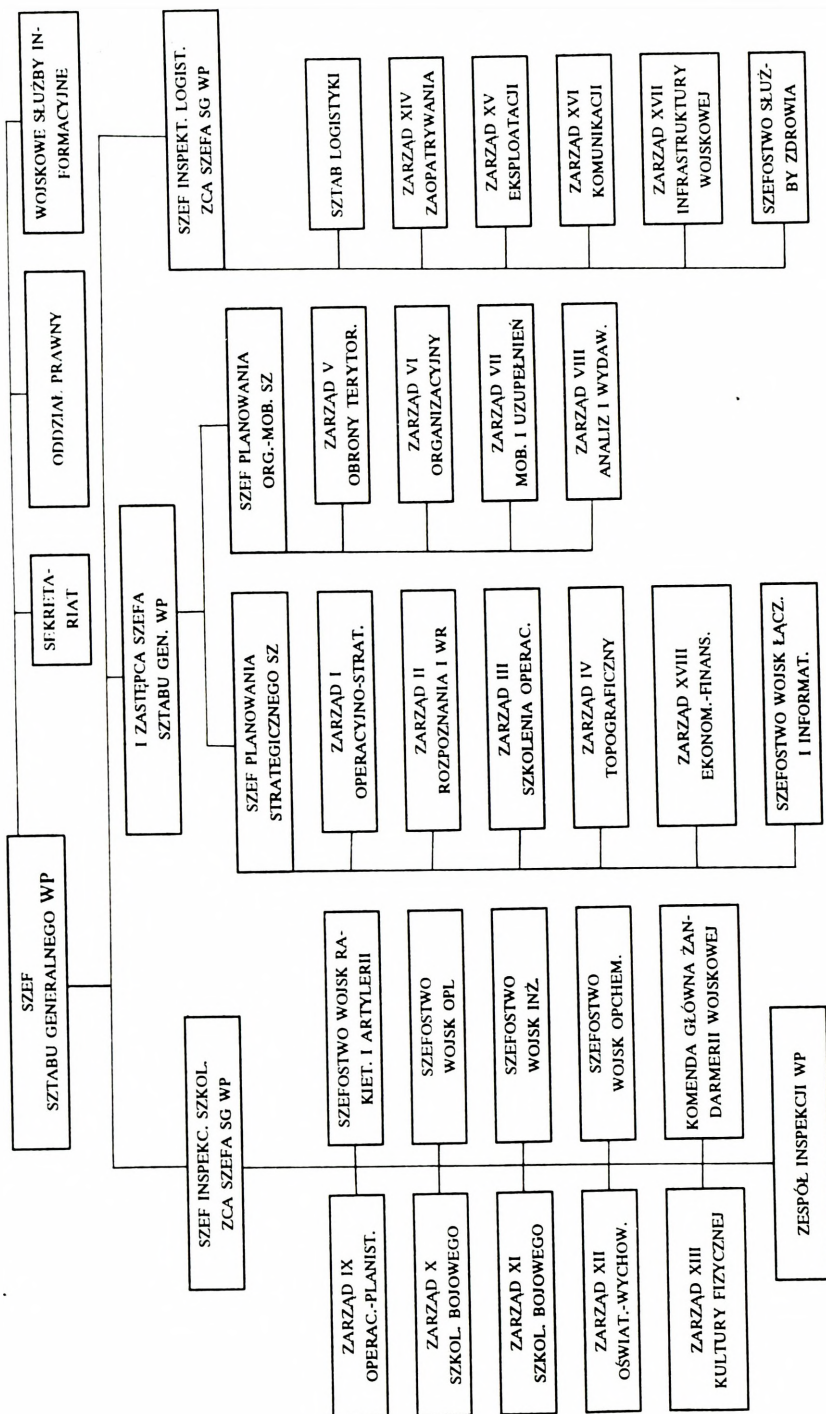 SZEF
SZTABU GENERALNEGO WP
SEKRETA-
RIAT
ODDZIAŁ PRAWNY
WOJSKOWE SŁUŻBY IN-
FORMACYJNE
SZEF INSPEKC. SZKOL.
ZCA SZEFA SG WP
I ZASTĘPCA SZEFA
SZTABU GEN. WP
SZEF INSPEKT. LOGIST.
ZCA SZEFA SG WP
SZEF PLANOWANIA
STRATEGICZNEGO SZ
SZEF PLANOWANIA
ORG.-MOB. SZ
ZARZĄD IX
OPERAC.-PLANIST.
ZARZĄD X
SZKOL. BOJOWEGO
ZARZĄD XI
SZKOL. BOJOWEGO
ZARZĄD XII
OŚWIAT.-WYCHOW.
ZARZĄD XIII
KULTURY FIZYCZNEJ
SZEFOSTWO WOJSK RA-
KIET. I ARTYLERII
SZEFOSTWO
WOJSK OPL
SZEFOSTWO
WOJSK INŻ.
SZEFOSTWO
WOJSK OPCHEM.
KOMENDA GŁÓWNA ŻAN-
DARMERII WOJSKOWEJ
ZESPÓŁ INSPEKCJI WP
ZARZĄD I
OPERACYJNO-STRAT.
ZARZĄD II
ROZPOZNANIA I WR
ZARZĄD III
SZKOLENIA OPERAC.
ZARZĄD IV
TOPOGRAFICZNY
ZARZĄD XVIII
EKONOM.-FINANS.
SZEFOSTWO WOJSK ŁĄCZ.
I INFORMAT.
ZARZĄD V
OBRONY TERYTOR.
ZARZĄD VI
ORGANIZACYJNY
ZARZĄD VII
MOB. I UZUPEŁNIEŃ
ZARZĄD VIII
ANALIZ I WYDAW.
SZTAB LOGISTYKI
ZARZĄD XIV
ZAOPATRYWANIA
ZARZĄD XV
EKSPLOATACJI
ZARZĄD XVI
KOMUNIKACJI
ZARZĄD XVII
INFRASTRUKTURY
WOJSKOWEJ
SZEFOSTWO SŁUŻ-
BY ZDROWIA